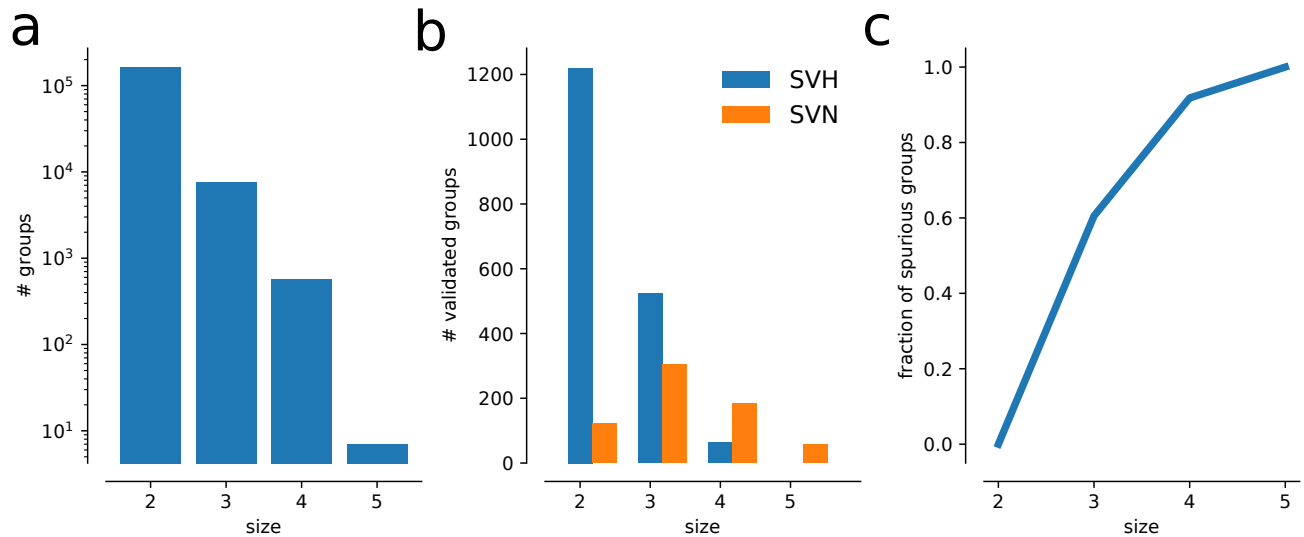 a
10^5
10^4
10^3
10^2
10^1
# groups
2 3 4 5
size
b
1200
1000
800
600
400
200
0
# validated groups
SVH
SVN
2 3 4 5
size
c
1.0
0.8
0.6
0.4
0.2
0.0
fraction of spurious groups
2 3 4 5
size